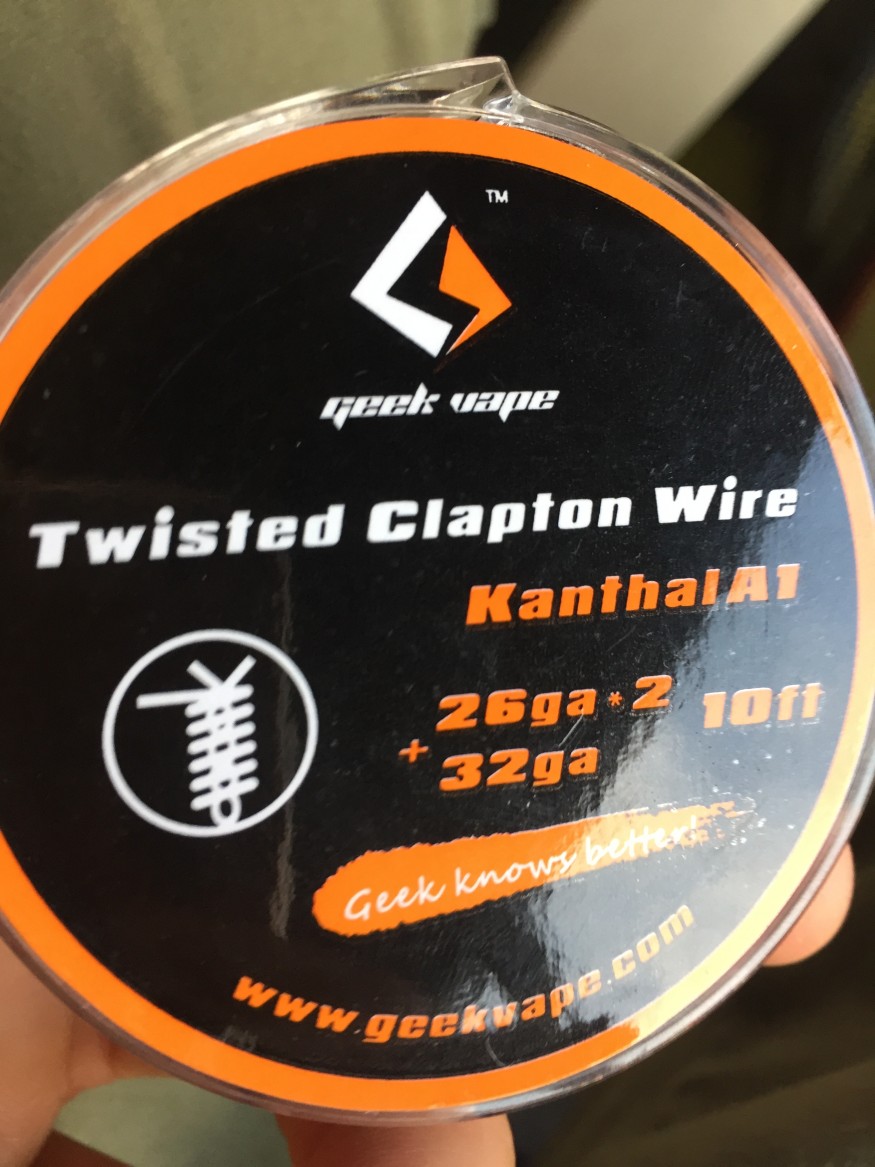 TM
geek vape
Twisted Clapton Wire
Kanthal A1
26ga*2 10ft
+ 32ga
Geek knows better!
www.geekvape.com